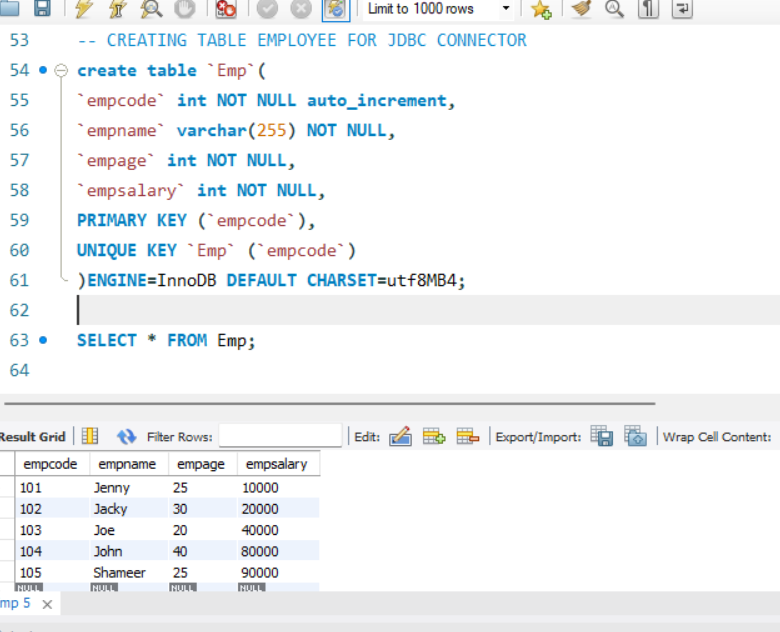 Limit to 1000 rows
53 -- CREATING TABLE EMPLOYEE FOR JDBC CONNECTOR
54 create table `Emp`(
55 `empcode` int NOT NULL auto_increment,
56 `empname` varchar(255) NOT NULL,
57 `empage` int NOT NULL,
58 `empsalary` int NOT NULL,
59 PRIMARY KEY (`empcode`),
60 UNIQUE KEY `Emp` (`empcode`)
61 )ENGINE=InnoDB DEFAULT CHARSET=utf8MB4;
62
63 SELECT * FROM Emp;
64
Result Grid Filter Rows: Edit: Export/Import: Wrap Cell Content:
empcode empname empage empsalary
101 Jenny 25 10000
102 Jacky 30 20000
103 Joe 20 40000
104 John 40 80000
105 Shameer 25 90000
NULL NULL NULL NULL
mp 5